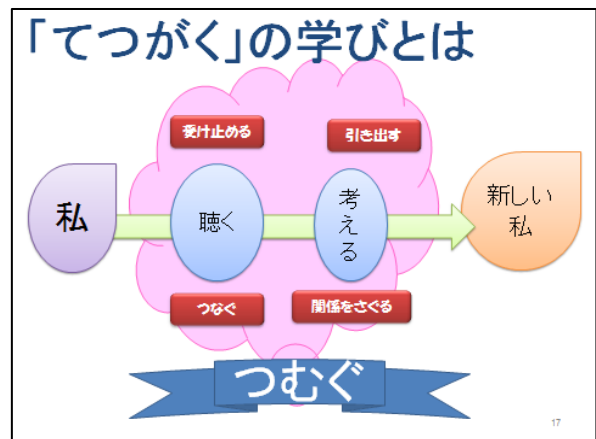 「てつがく」の学びとは
受け止める
引き出す
私
聴く
考える
新しい
私
つなぐ
関係をさぐる
つむぐ
17